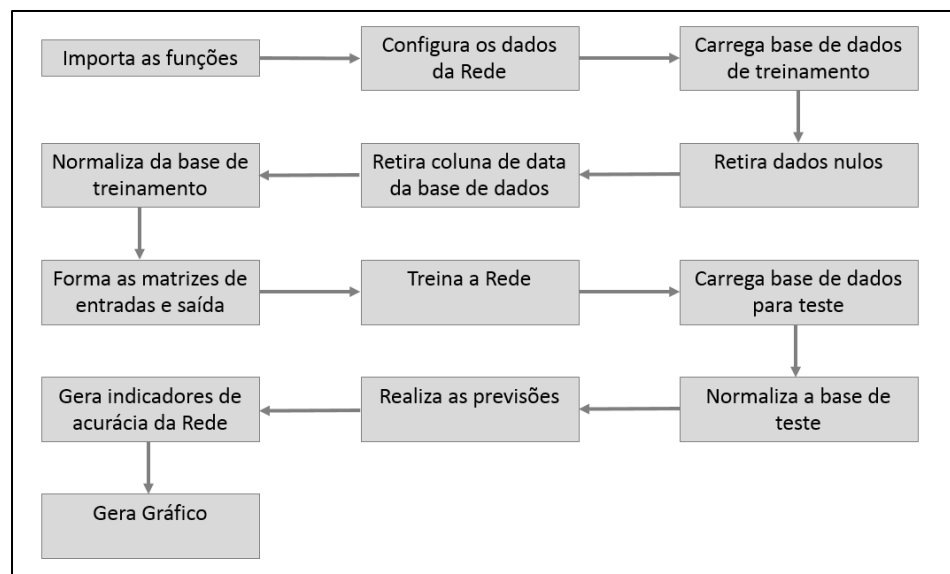 Importa as funções
Configura os dados
da Rede
Carrega base de dados
de treinamento
Retira dados nulos
Retira coluna de data
da base de dados
Normaliza da base de
treinamento
Forma as matrizes de
entradas e saída
Treina a Rede
Carrega base de dados
para teste
Normaliza a base de
teste
Realiza as previsões
Gera indicadores de
acurácia da Rede
Gera Gráfico